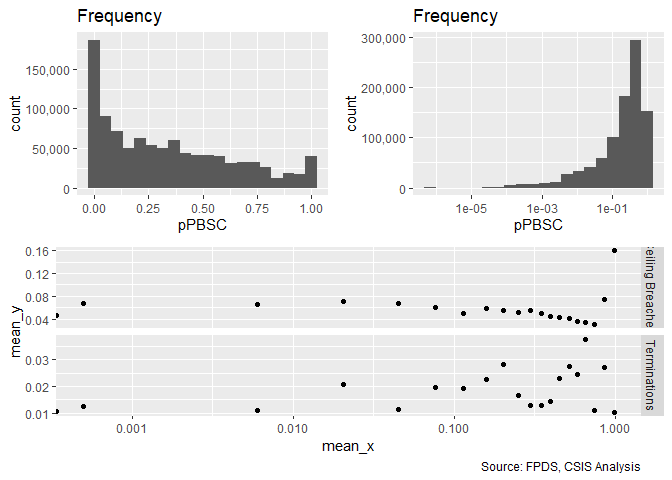 Frequency
count
150,000
100,000
50,000
0
0.00 0.25 0.50 0.75 1.00
pPBSC
Frequency
count
300,000
200,000
100,000
0
1e-05 1e-03 1e-01
pPBSC
mean_y
0.16
0.12
0.08
0.04
eiling Breache
0.03
0.02
0.01
Terminations
0.001 0.010 0.100 1.000
mean_x
Source: FPDS, CSIS Analysis